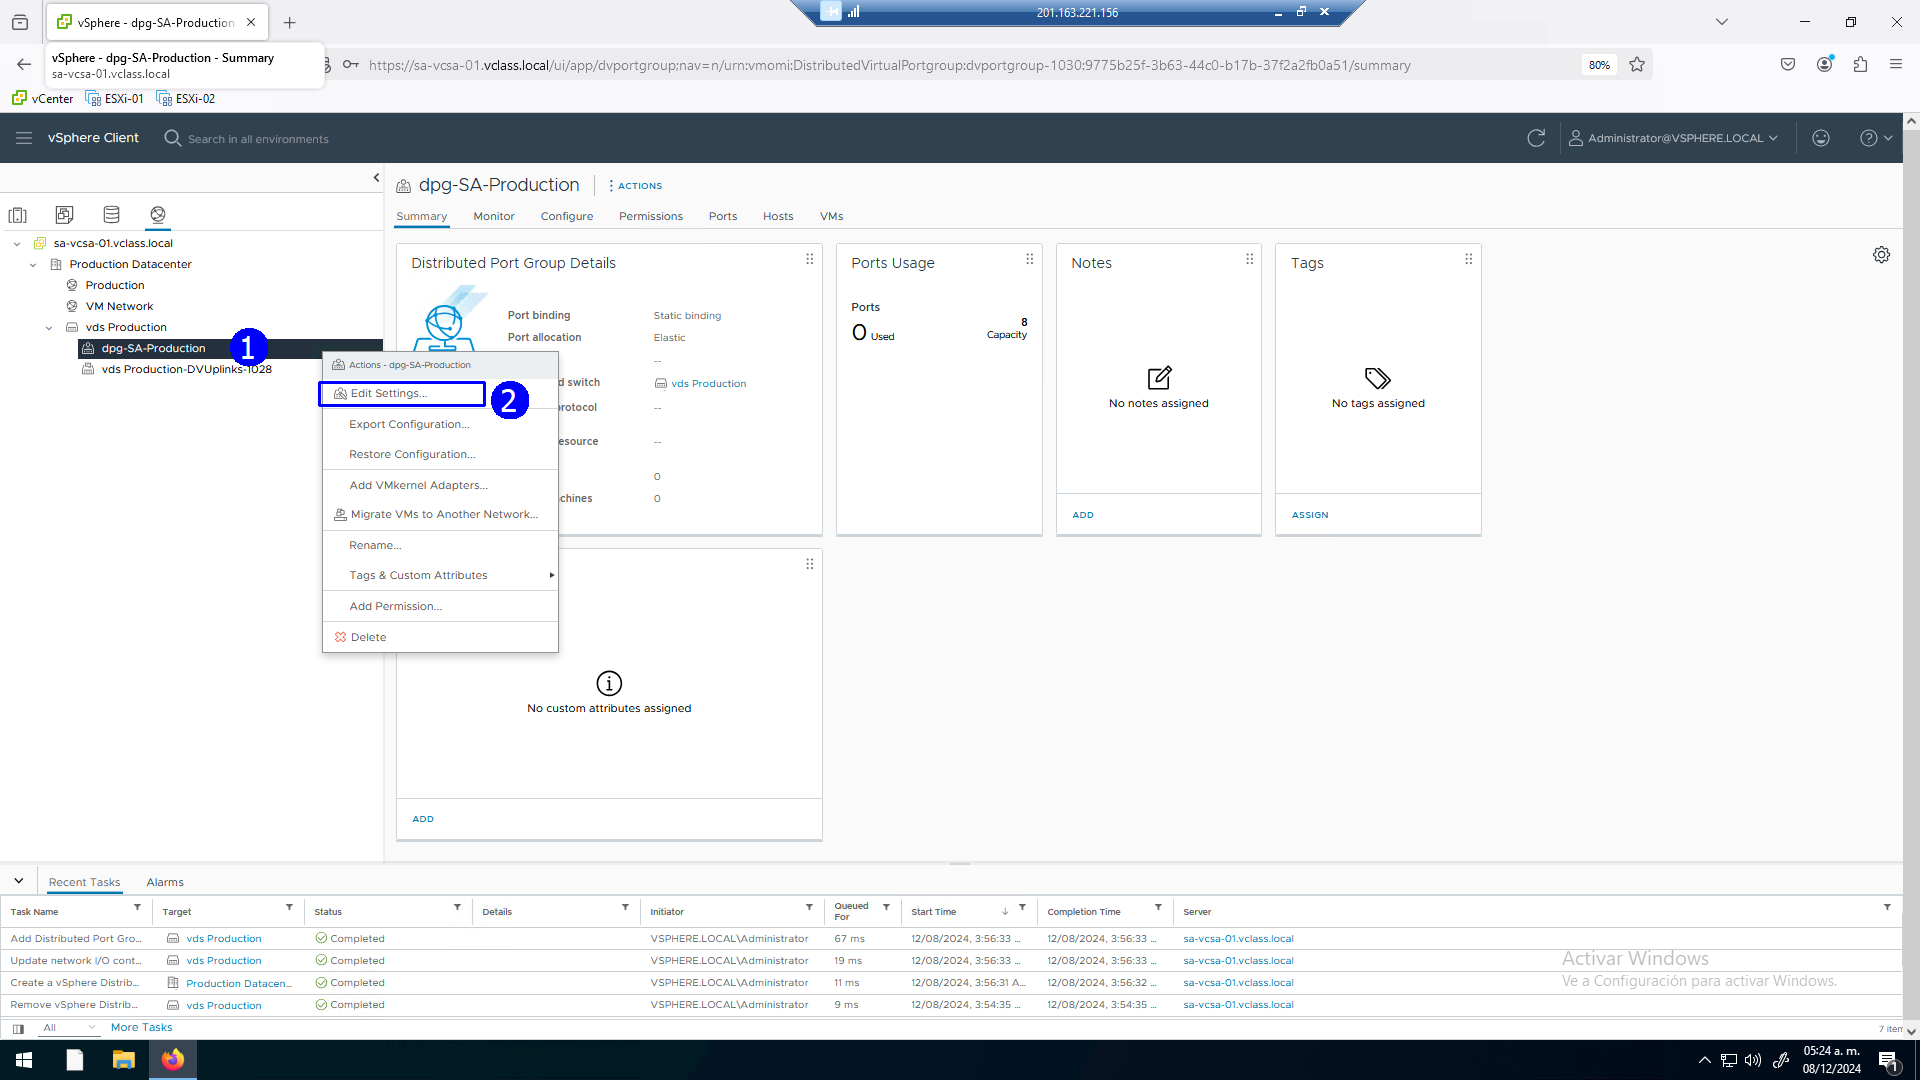 vSphere - dpg-SA-Production
201.163.221.156
vSphere - dpg-SA-Production - Summary
sa-vcsa-01.vclass.local
https://sa-vcsa-01.vclass.local/ui/app/dvportgroup;nav=n/urn:vmomi:DistributedVirtualPortgroup:dvportgroup-1030:9775b25f-3b63-44c0-b17b-37f2a2fb0a51/summary
80%
vCenter
ESXi-01
ESXi-02
vSphere Client
Search in all environments
Administrator@VSPHERE.LOCAL
dpg-SA-Production
ACTIONS
Summary
Monitor
Configure
Permissions
Ports
Hosts
VMs
sa-vcsa-01.vclass.local
Production Datacenter
Production
VM Network
vds Production
dpg-SA-Production
1
vds Production-DVUplinks-1028
Actions - dpg-SA-Production
Edit Settings...
2
Export Configuration...
Restore Configuration...
Add VMkernel Adapters...
Migrate VMs to Another Network...
Rename...
Tags & Custom Attributes
Add Permission...
Delete
Distributed Port Group Details
Port binding
Static binding
Port allocation
Elastic
--
d switch
vds Production
rotocol
--
esource
--
0
chines
0
Ports Usage
Ports
0 Used
8
Capacity
Notes
No notes assigned
ADD
Tags
No tags assigned
ASSIGN
No custom attributes assigned
ADD
Recent Tasks
Alarms
Task Name Target Status Details Initiator Queued For Start Time Completion Time Server
Add Distributed Port Gro... vds Production Completed VSPHERE.LOCAL\Administrator 67 ms 12/08/2024, 3:56:33 ... 12/08/2024, 3:56:33 ... sa-vcsa-01.vclass.local
Update network I/O cont... vds Production Completed VSPHERE.LOCAL\Administrator 19 ms 12/08/2024, 3:56:33 ... 12/08/2024, 3:56:33 ... sa-vcsa-01.vclass.local
Create a vSphere Distrib... Production Datacen... Completed VSPHERE.LOCAL\Administrator 11 ms 12/08/2024, 3:56:31 A... 12/08/2024, 3:56:32 ... sa-vcsa-01.vclass.local
Remove vSphere Distrib... vds Production Completed VSPHERE.LOCAL\Administrator 9 ms 12/08/2024, 3:54:35 ... 12/08/2024, 3:54:35 ... sa-vcsa-01.vclass.local
Activar Windows
Ve a Configuración para activar Windows.
All
More Tasks
7 item
05:24 a. m.
08/12/2024
1